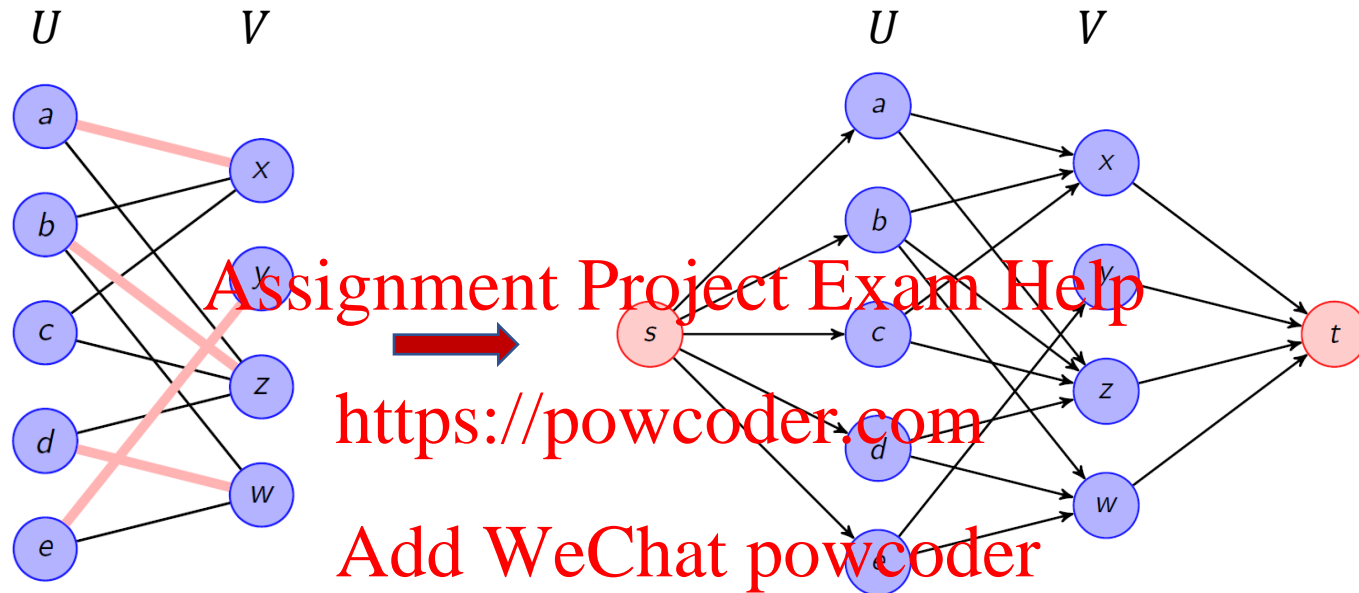 U V U V
a a
x x
b b
y y
Assignment Project Exam Help
c s c t
z z
https://powcoder.com
d d
w w
e e
Add WeChat powcoder